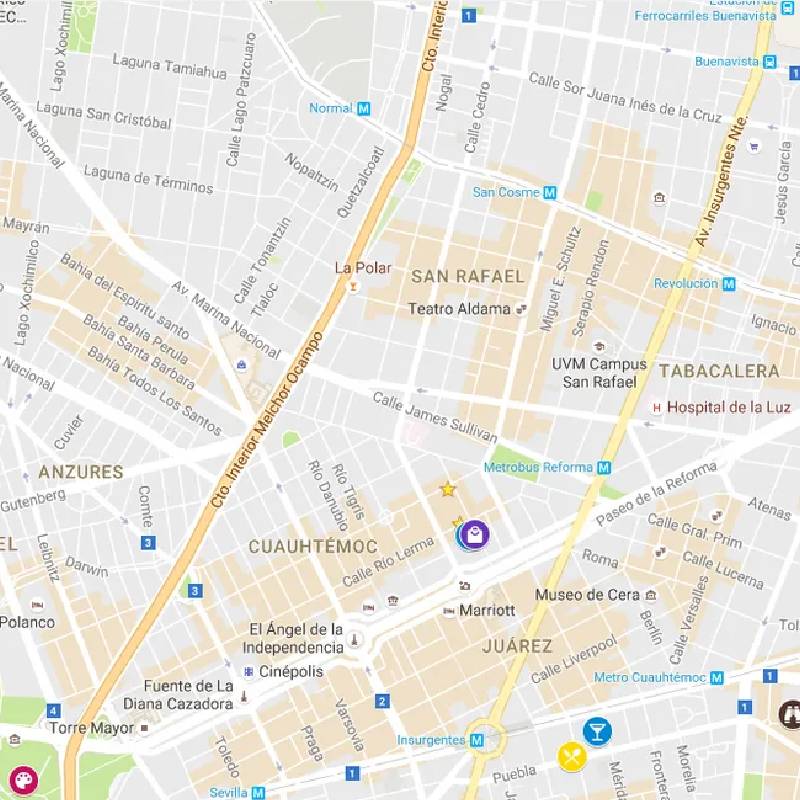 EC...
Estación de
Ferrocarriles Buenavista
1
Lago Xochimilco
Cto. Interior
Buenavista
Laguna Tamiahua
Calle Lago Patzcuaro
Nogal
Calle Cedro
Calle Sor Juana Inés de la Cruz
1
Marina Nacional
Laguna San Cristóbal
Normal
Av. Insurgentes Nte.
Jesús García
Nopaltzin
Quetzalcoatl
Laguna de Términos
San Cosme
Mayrán
Calle Tonantzin
Tlaloc
Miguel E. Schultz
Serapio Rendon
Lago Xochimilco
Bahía del Espiritu santo
Bahía Perula
Bahía Santa Barbara
Bahía Todos Los Santos
Av. Marina Nacional
La Polar
SAN RAFAEL
Teatro Aldama
Revolución
Ignacio
Cto. Interior Melchor Ocampo
UVM Campus
San Rafael
TABACALERA
Nacional
Calle James Sullivan
Hospital de la Luz
Cuvier
ANZURES
Metrobus Reforma
Gutenberg
Comte
Río Tigris
Río Danubio
Paseo de la Reforma
Atenas
EL
Leibnitz
3
CUAUHTÉMOC
Calle Río Lerma
Calle Gral. Prim
Darwin
Roma
Calle Lucerna
3
Polanco
Marriott
Museo de Cera
Calle Versalles
Berlín
El Ángel de la
Independencia
JUÁREZ
Cinépolis
Calle Liverpool
Metro Cuauhtémoc
1
Fuente de La
Diana Cazadora
2
1
4
Torre Mayor
Varsovia
Insurgentes
Toledo
Praga
1
Puebla
Mérida
Frontera
Morelia
Sevilla